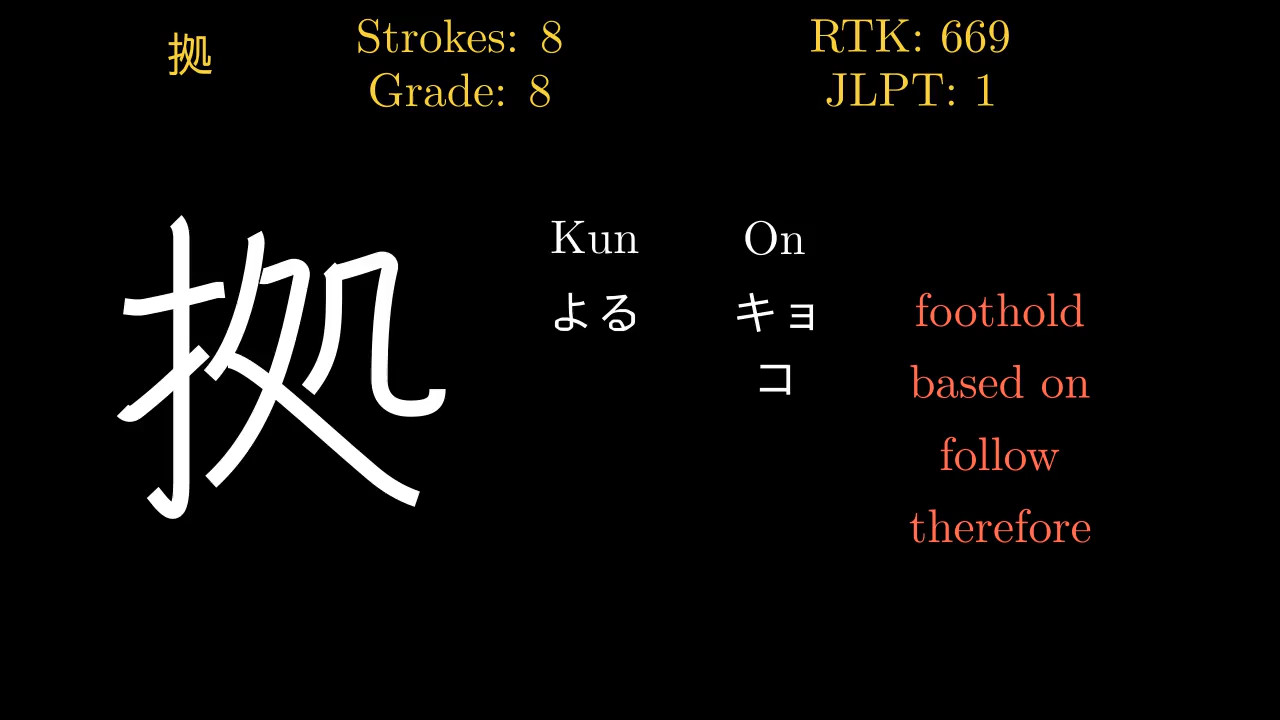 拠 Strokes: 8 RTK: 669
Grade: 8 JLPT: 1
拠
Kun On
よる キョ foothold
コ based on
follow
therefore